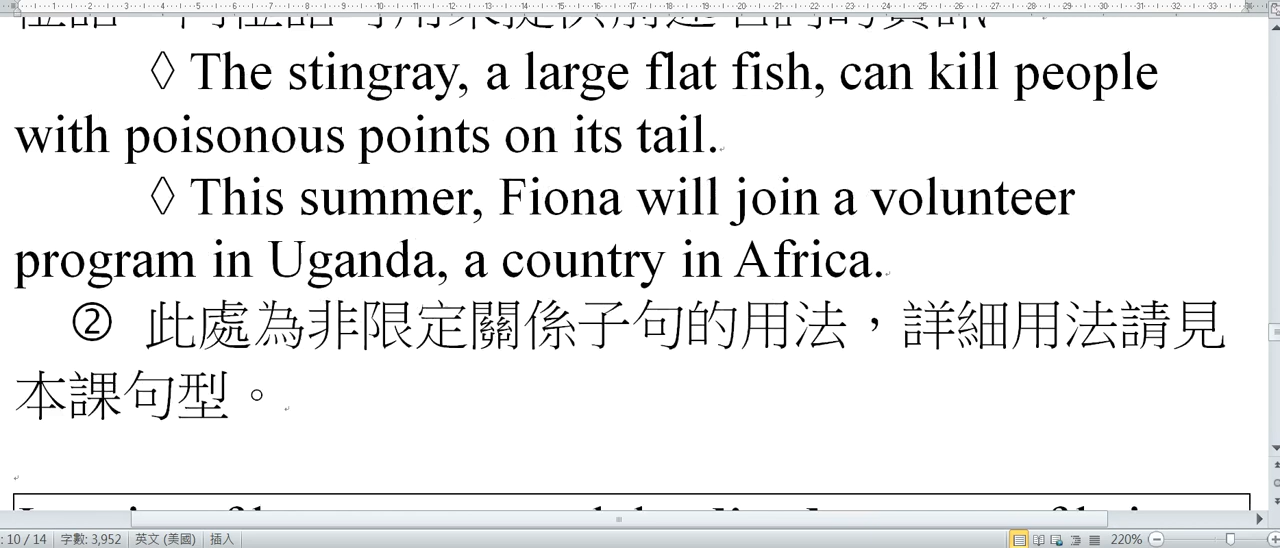 ◊ The stingray, a large flat fish, can kill people
with poisonous points on its tail.
◊ This summer, Fiona will join a volunteer
program in Uganda, a country in Africa.
② 此處為非限定關係子句的用法，詳細用法請見
本課句型。
: 10 / 14 字數: 3,952 英文 (美國) 插入 220%